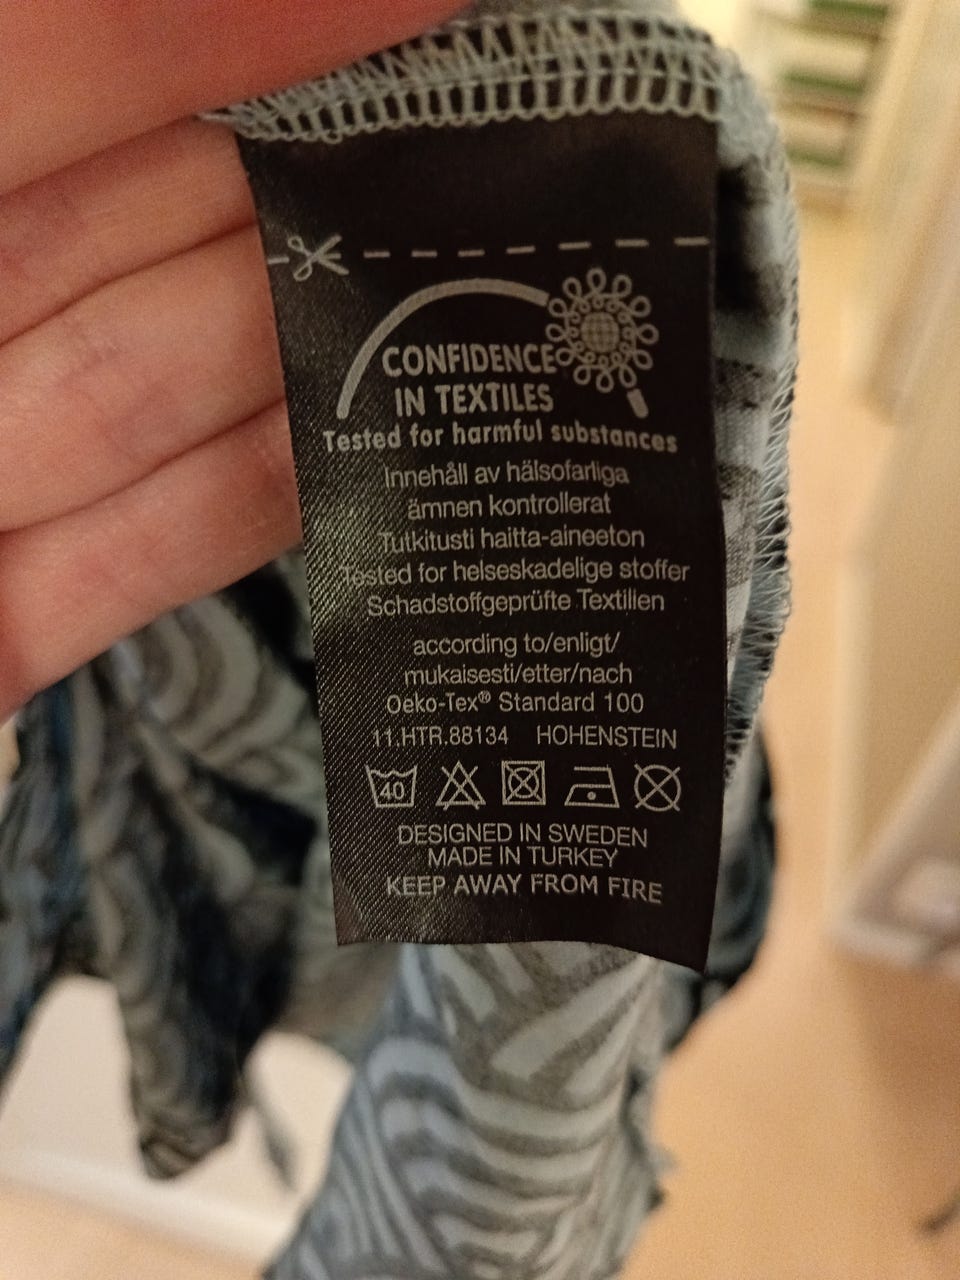 CONFIDENCE
IN TEXTILES
Tested for harmful substances
Innehåll av hälsofarliga
ämnen kontrollerat
Tutkitusti haitta-aineeton
Tested for helseskadelige stoffer
Schadstoffgeprüfte Textilien
according to/enligt/
mukaisesti/etter/nach
Oeko-Tex® Standard 100
11.HTR.88134 HOHENSTEIN
40
DESIGNED IN SWEDEN
MADE IN TURKEY
KEEP AWAY FROM FIRE